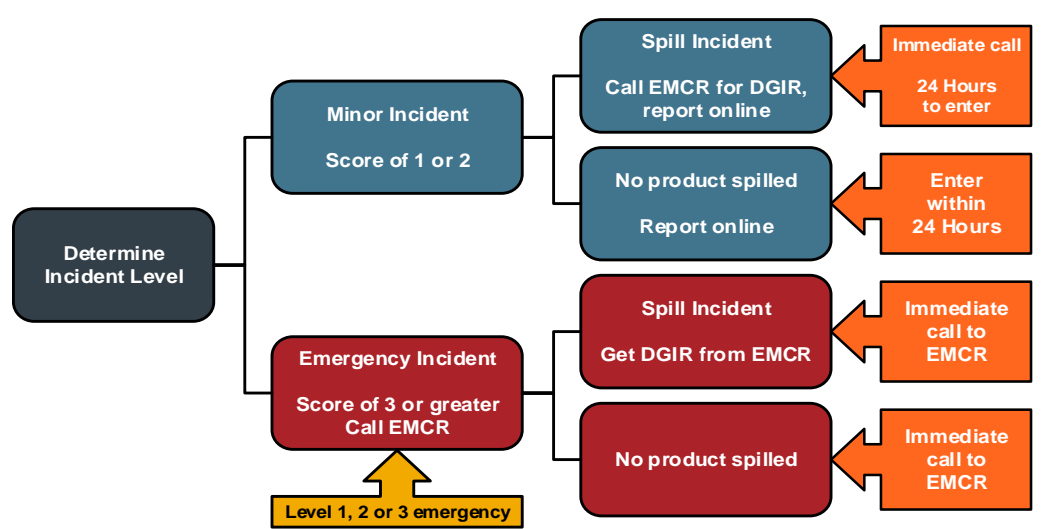 Determine
Incident Level
Minor Incident
Score of 1 or 2
Spill Incident
Call EMCR for DGIR,
report online
Immediate call
24 Hours
to enter
No product spilled
Report online
Enter
within
24 Hours
Emergency Incident
Score of 3 or greater
Call EMCR
Level 1, 2 or 3 emergency
Spill Incident
Get DGIR from EMCR
Immediate
call to
EMCR
No product spilled
Immediate
call to
EMCR